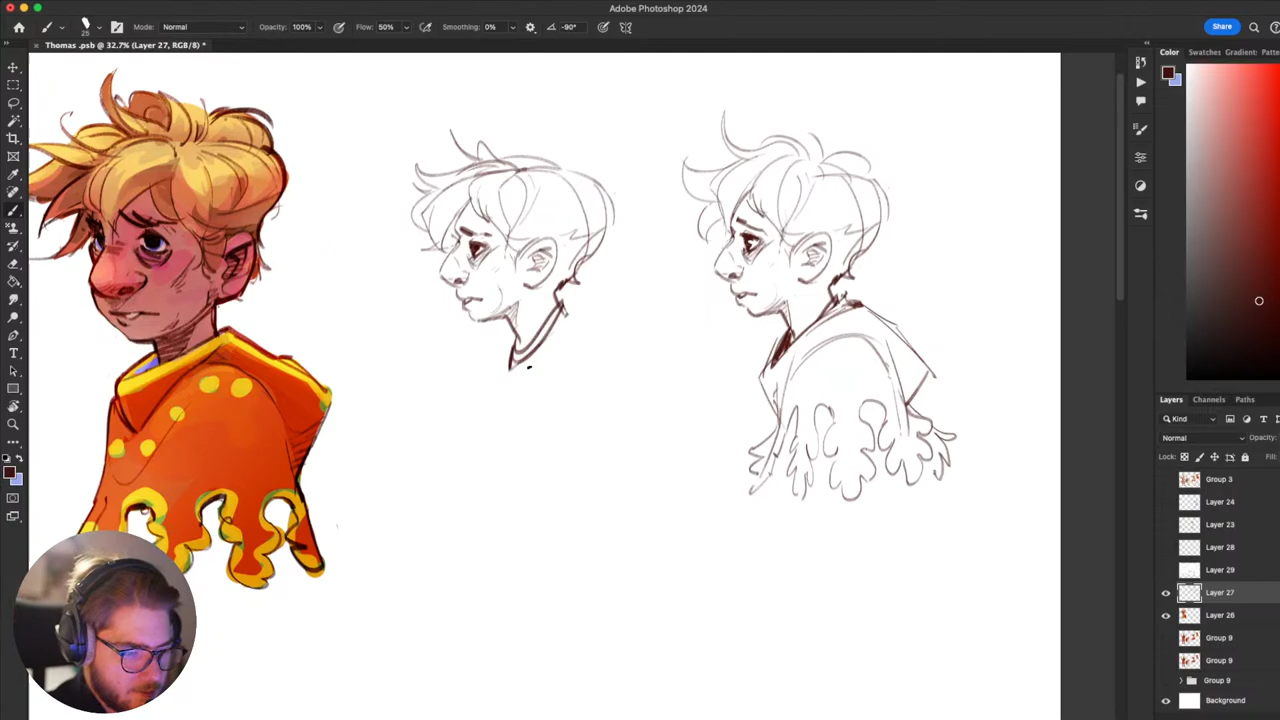 Adobe Photoshop 2024
25
Mode: Normal
Opacity: 100%
Flow: 50%
Smoothing: 0%
-90°
Share
Thomas .psb @ 32.7% (Layer 27, RGB/8) *
Color
Swatches
Gradient:
Patte
Layers
Channels
Paths
Kind
Normal
Opacity:
Lock:
Fill:
Group 3
Layer 24
Layer 23
Layer 28
Layer 29
Layer 27
Layer 26
Group 9
Group 9
Group 9
Background